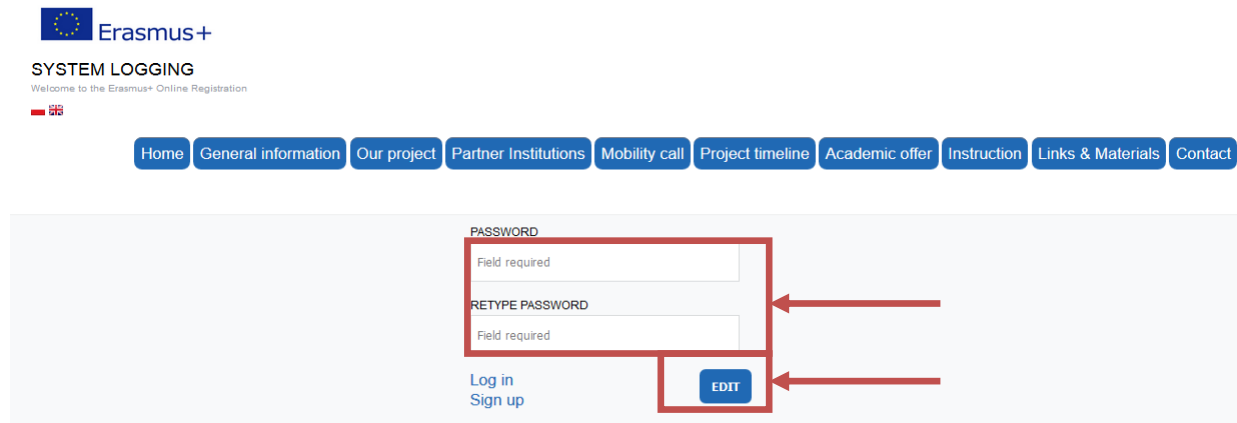 Erasmus+
SYSTEM LOGGING
Welcome to the Erasmus+ Online Registration
Home General information Our project Partner Institutions Mobility call Project timeline Academic offer Instruction Links & Materials Contact
PASSWORD
Field required
RETYPE PASSWORD
Field required
Log in
EDIT
Sign up